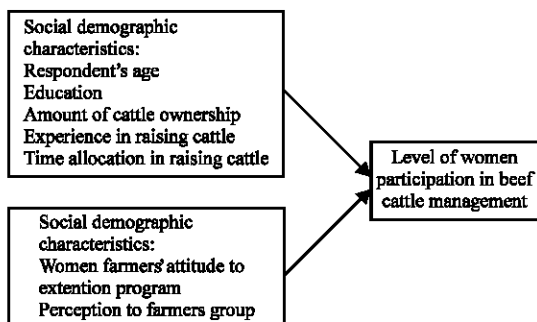 Social demographic
characteristics:
Respondent's age
Education
Amount of cattle ownership
Experience in raising cattle
Time allocation in raising cattle
Level of women
participation in beef
cattle management
Social demographic
characteristics:
Women farmers' attitude to
extention program
Perception to farmers group